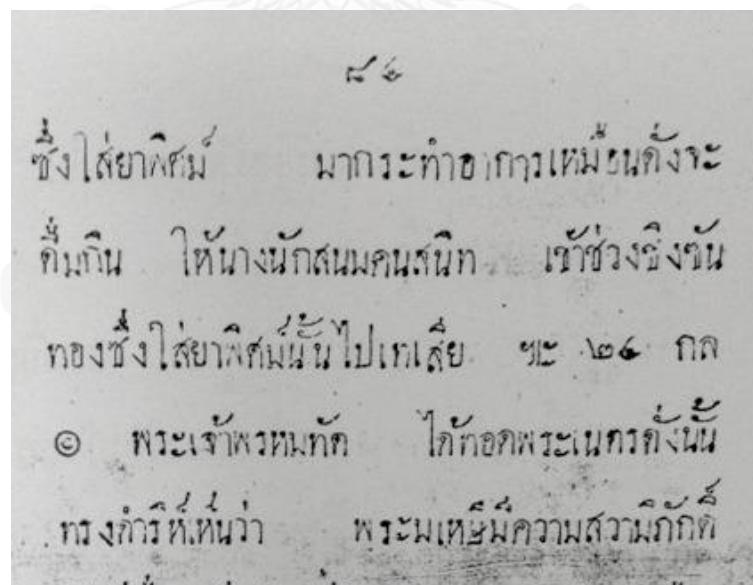 ๘๔
ซึ่งใส่ยาพิศม์ มากระทำอาการเหมือนดั่งจะ
ดื่มกิน ให้นางนักสนมคนสนิท เข้าช่วงชิงขัน
ทองซึ่งใส่ยาพิศม์นั้นไปเทเสีย ฯะ ๒๔ กล
๏ พระเจ้าพรหมทัต ได้ทอดพระเนตรดั่งนั้น
ทรงดำริห์เห็นว่า พระมเหษีมีความสวามิภักดิ์